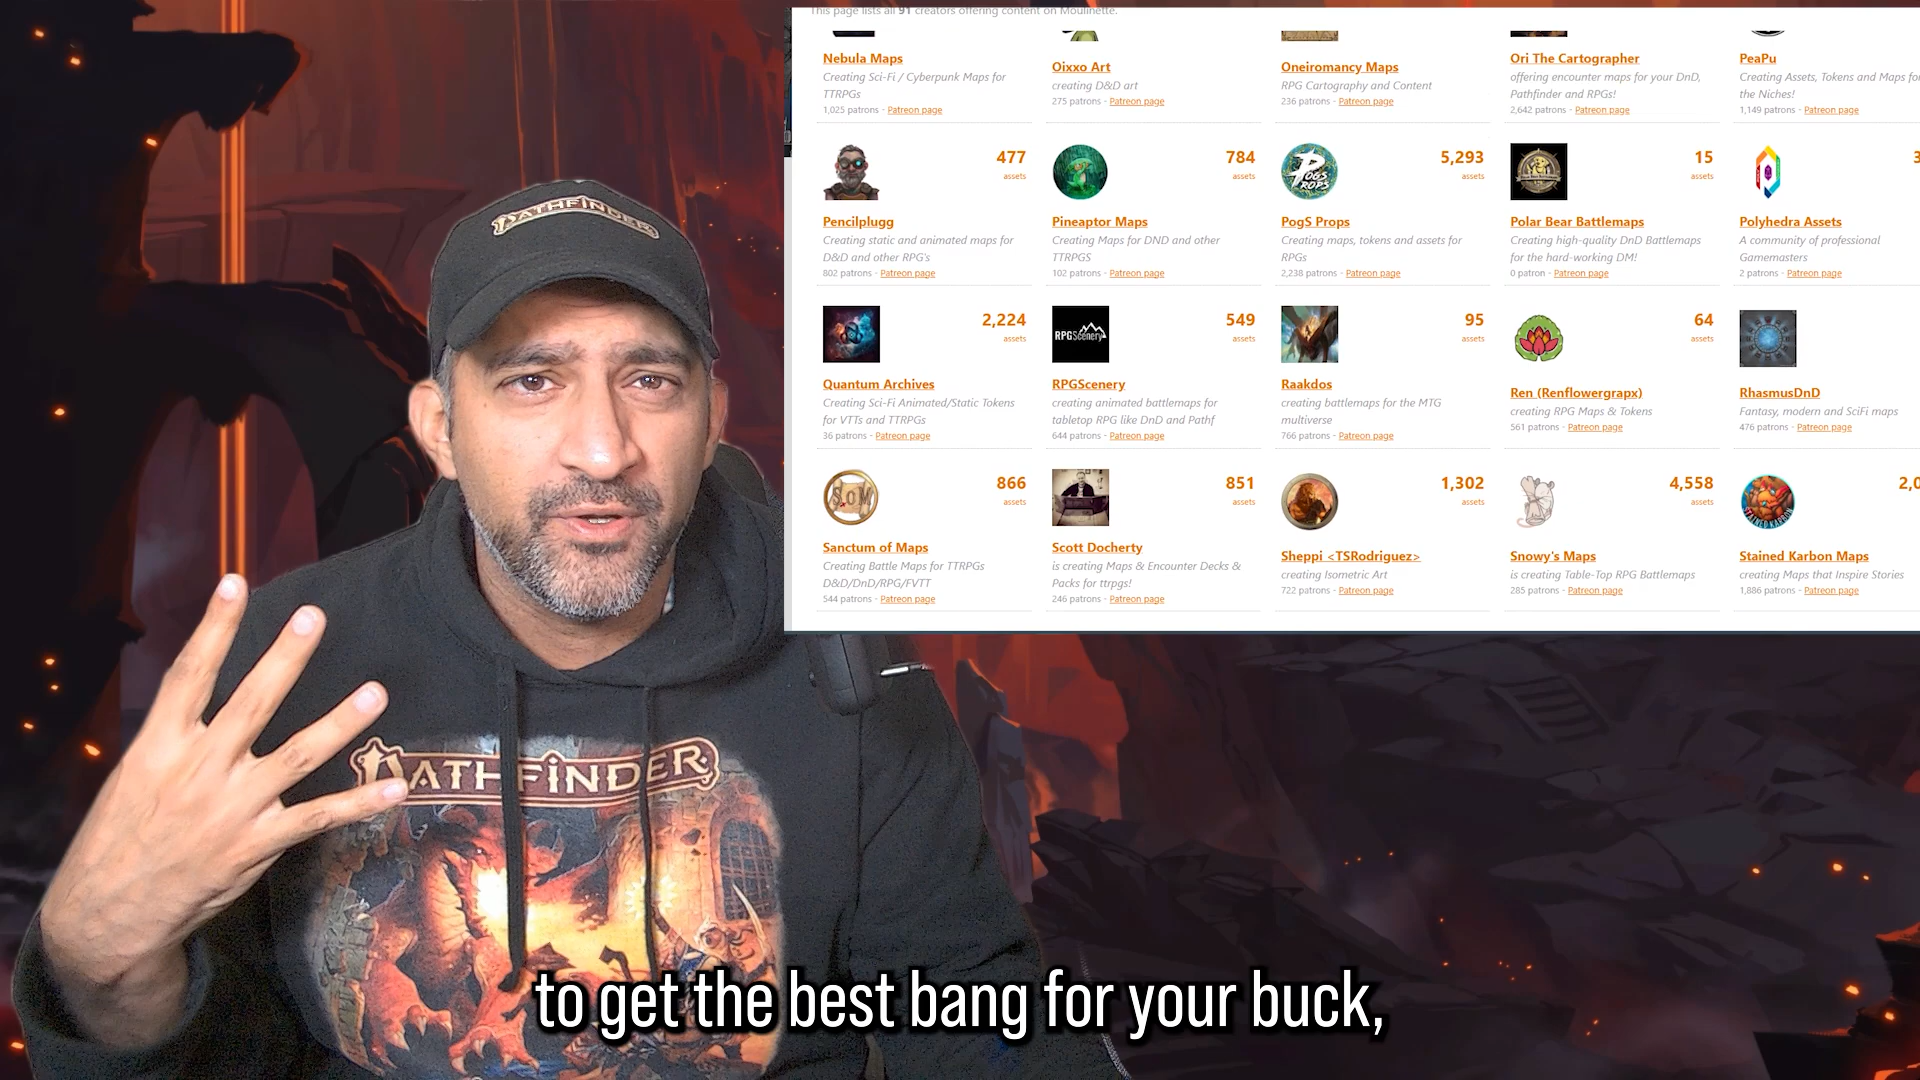 This page lists all 91 creators offering content on Moulinette.
Nebula Maps
Creating Sci-Fi / Cyberpunk Maps for
TTRPGs
1,025 patrons - Patreon page
Oixxo Art
creating D&D art
275 patrons - Patreon page
Oneiromancy Maps
RPG Cartography and Content
236 patrons - Patreon page
Ori The Cartographer
offering encounter maps for your DnD,
Pathfinder and RPGs!
2,642 patrons - Patreon page
PeaPu
Creating Assets, Tokens and Maps fo
the Niches!
1,149 patrons - Patreon page
477
assets
Pencilplugg
Creating static and animated maps for
D&D and other RPG's
802 patrons - Patreon page
784
assets
Pineaptor Maps
Creating Maps for DND and other
TTRPGS
102 patrons - Patreon page
POGS
PROPS
5,293
assets
PogS Props
Creating maps, tokens and assets for
RPGs
2,238 patrons - Patreon page
15
assets
Polar Bear Battlemaps
Creating high-quality DnD Battlemaps
for the hard-working DM!
0 patron - Patreon page
3
Polyhedra Assets
A community of professional
Gamemasters
2 patrons - Patreon page
2,224
assets
Quantum Archives
Creating Sci-Fi Animated/Static Tokens
for VTTs and TTRPGs
36 patrons - Patreon page
RPGScenery
549
assets
RPGScenery
creating animated battlemaps for
tabletop RPG like DnD and Pathf
644 patrons - Patreon page
95
assets
Raakdos
creating battlemaps for the MTG
multiverse
766 patrons - Patreon page
64
assets
Ren (Renflowergrapx)
creating RPG Maps & Tokens
561 patrons - Patreon page
RhasmusDnD
Fantasy, modern and SciFi maps
476 patrons - Patreon page
SoM
866
assets
Sanctum of Maps
Creating Battle Maps for TTRPGs
D&D/DnD/RPG/FVTT
544 patrons - Patreon page
851
assets
Scott Docherty
is creating Maps & Encounter Decks &
Packs for ttrpgs!
246 patrons - Patreon page
1,302
assets
Sheppi <TSRodriguez>
creating Isometric Art
722 patrons - Patreon page
4,558
assets
Snowy's Maps
is creating Table-Top RPG Battlemaps
285 patrons - Patreon page
STAINED KARBON
2,0
Stained Karbon Maps
creating Maps that Inspire Stories
1,886 patrons - Patreon page
PATHFINDER
PATHFINDER
to get the best bang for your buck,